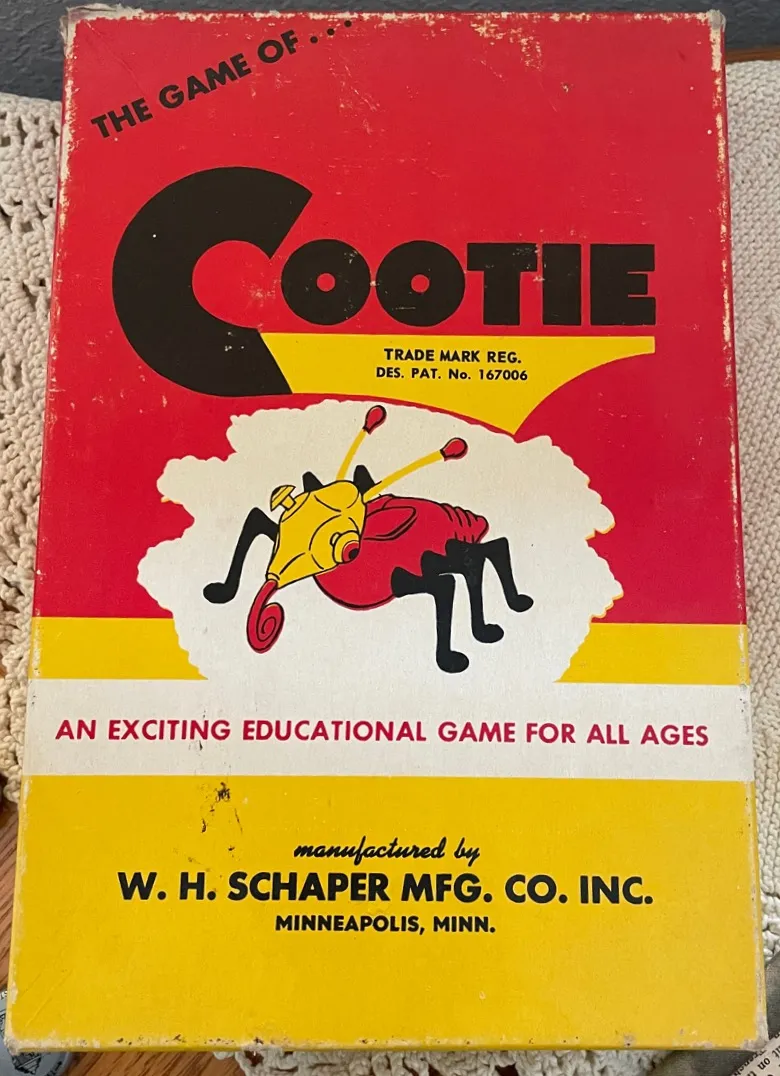 THE GAME OF...
COOTIE
TRADE MARK REG.
DES. PAT. No. 167006
AN EXCITING EDUCATIONAL GAME FOR ALL AGES
manufactured by
W. H. SCHAPER MFG. CO. INC.
MINNEAPOLIS, MINN.